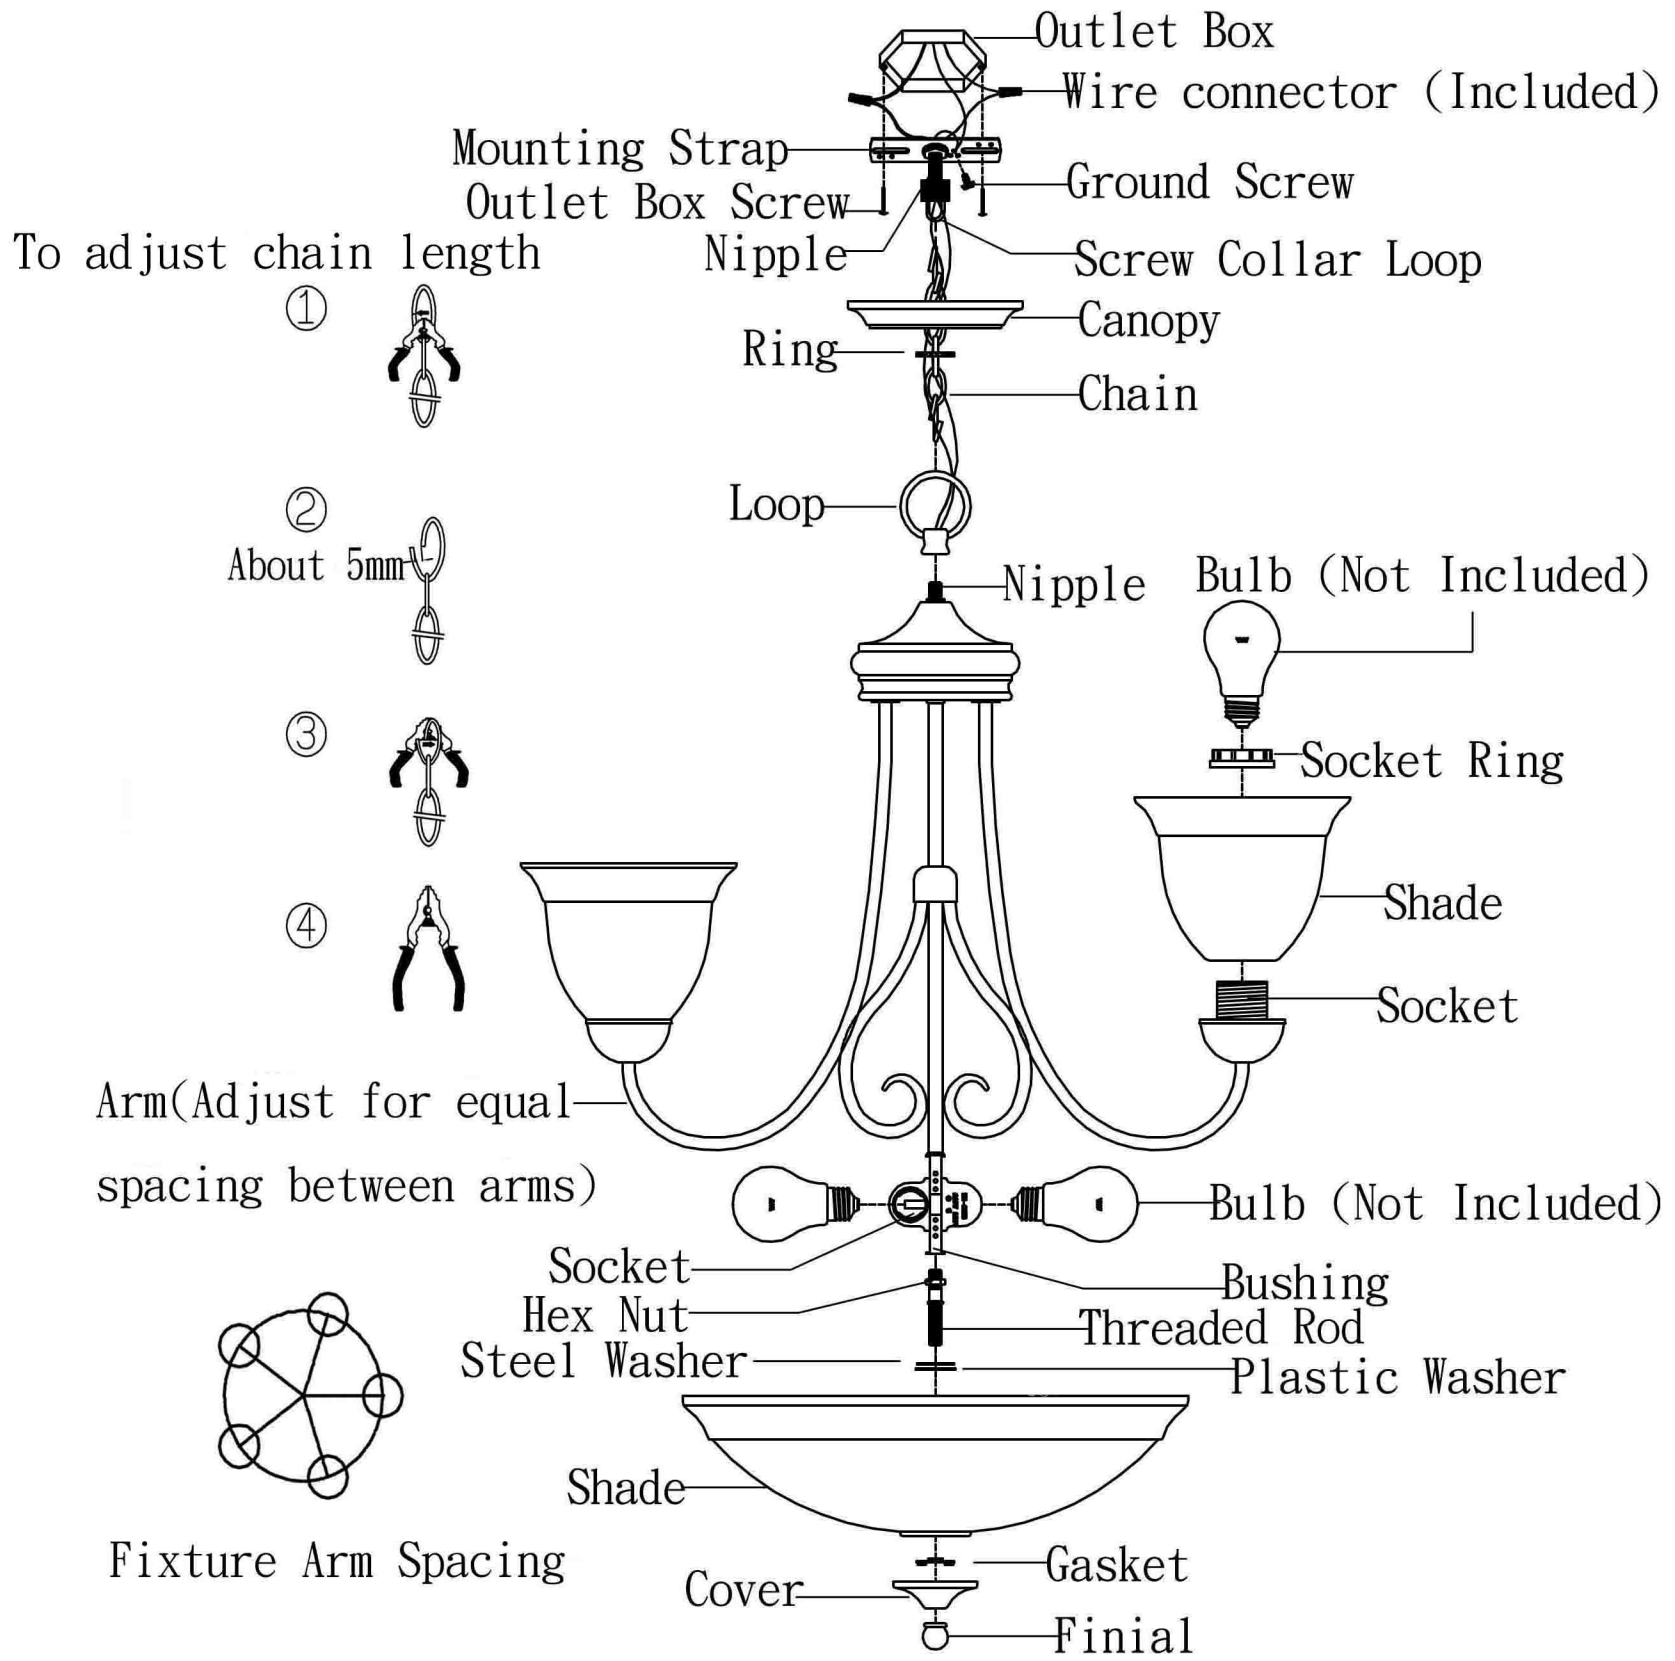 Outlet Box
Wire connector (Included)
Mounting Strap
Ground Screw
Outlet Box Screw
Nipple
Screw Collar Loop
To adjust chain length
①
Canopy
Ring
Chain
Loop
②
About 5mm
Nipple
Bulb (Not Included)
③
Socket Ring
Shade
④
Socket
Arm(Adjust for equal
spacing between arms)
Bulb (Not Included)
Socket
Bushing
Hex Nut
Threaded Rod
Steel Washer
Plastic Washer
Shade
Fixture Arm Spacing
Gasket
Cover
Finial